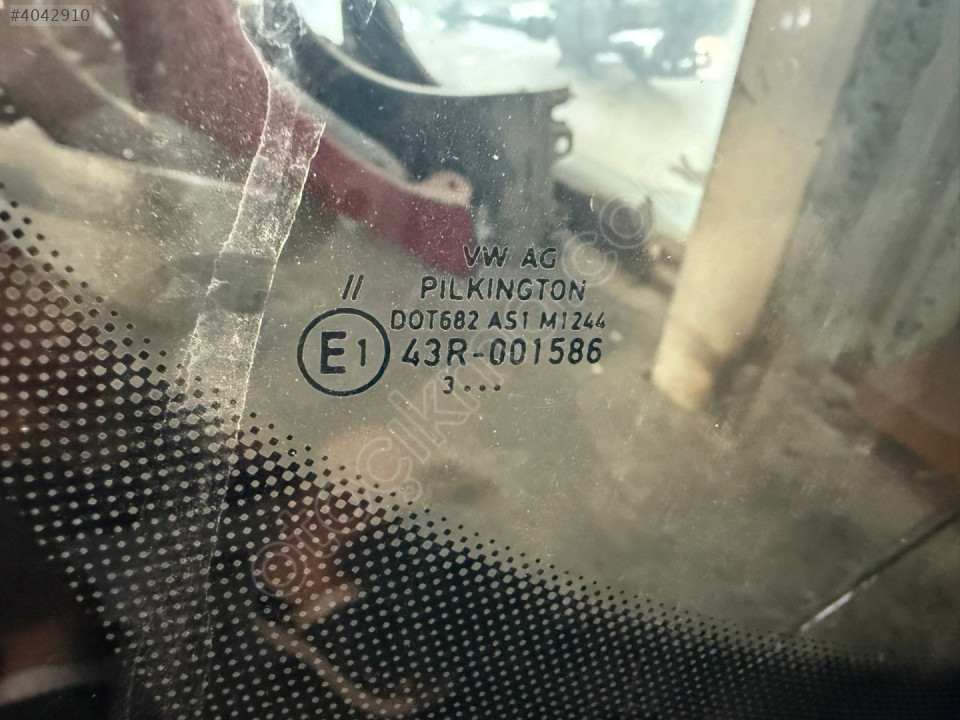 #4042910
VW AG
// PILKINGTON
DOT682 AS1 M1244
E1 43R-001586
3...